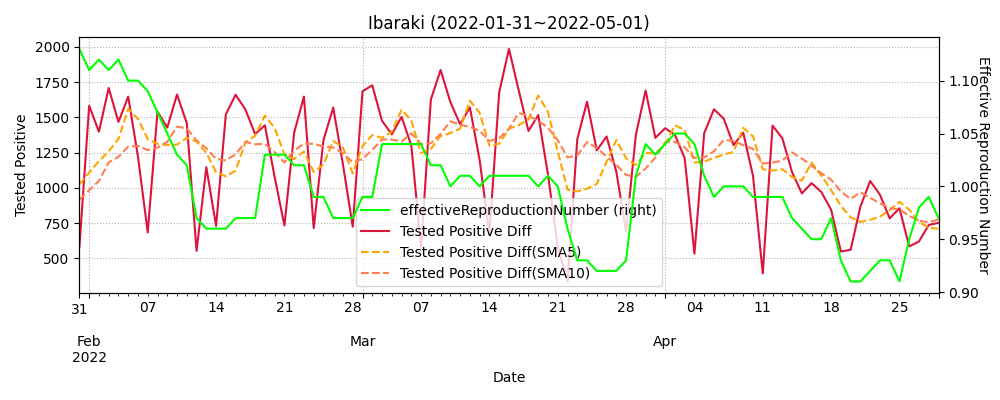 Ibaraki (2022-01-31~2022-05-01)
Tested Positive
2000
1750
1500
1250
1000
750
500
1.10
1.05
1.00
0.95
0.90
Effective Reproduction Number
effectiveReproductionNumber (right)
Tested Positive Diff
Tested Positive Diff(SMA5)
Tested Positive Diff(SMA10)
31 07 14 21 28 07 14 21 28 04 11 18 25
Feb Mar Apr
2022
Date